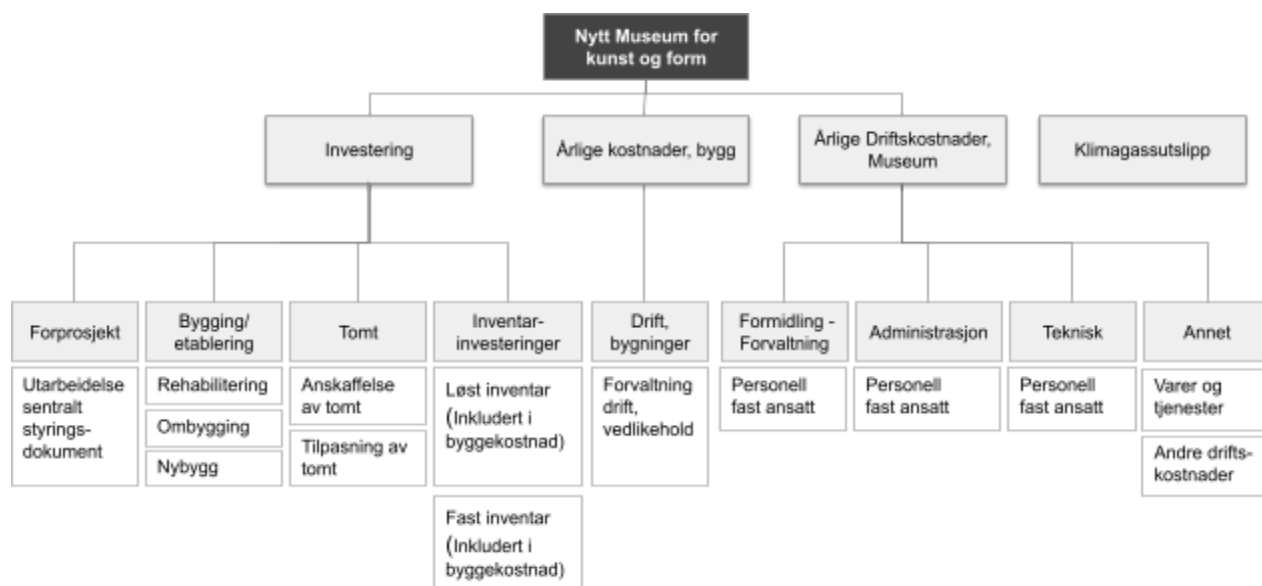 Nytt Museum for
kunst og form
Investering
Årlige kostnader, bygg
Årlige Driftskostnader,
Museum
Klimagassutslipp
Forprosjekt
Bygging/
etablering
Tomt
Inventar-
investeringer
Drift,
bygninger
Formidling -
Forvaltning
Administrasjon
Teknisk
Annet
Utarbeidelse
sentralt
styrings-
dokument
Rehabilitering
Ombygging
Nybygg
Anskaffelse
av tomt
Tilpasning av
tomt
Løst inventar
(Inkludert i
byggekostnad)
Fast inventar
(Inkludert i
byggekostnad)
Forvaltning
drift,
vedlikehold
Personell
fast ansatt
Personell
fast ansatt
Personell
fast ansatt
Varer og
tjenester
Andre drifts-
kostnader